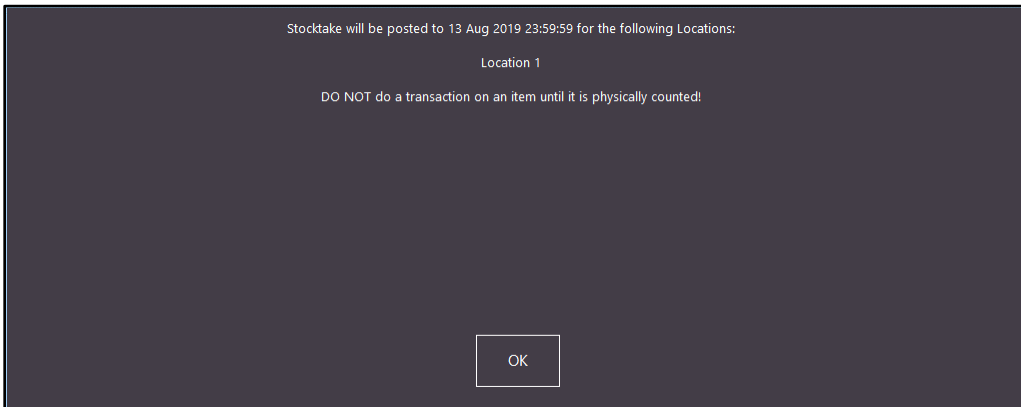 Stocktake will be posted to 13 Aug 2019 23:59:59 for the following Locations:
Location 1
DO NOT do a transaction on an item until it is physically counted!
OK